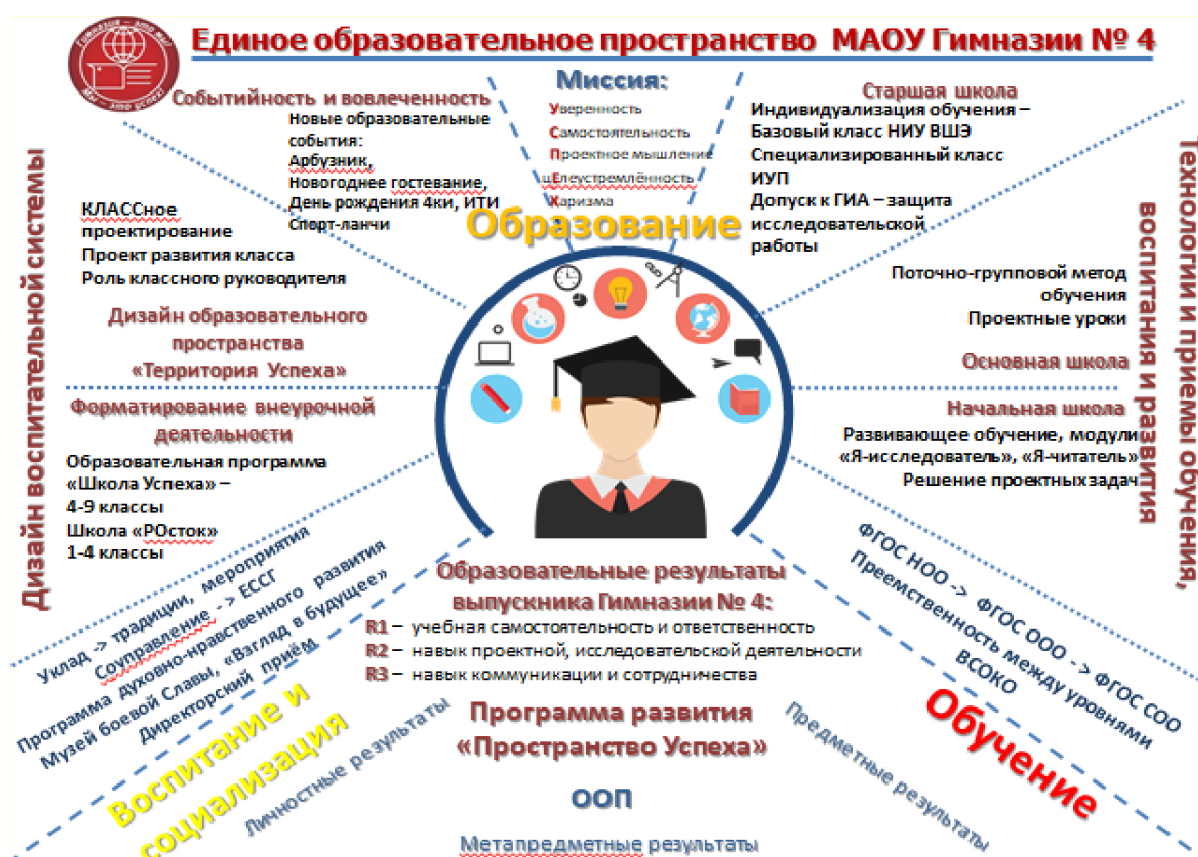 Гимназия – это мы!
Мы – это успех!
Единое образовательное пространство МАОУ Гимназии № 4
Миссия:
Уверенность
Самостоятельность
Проектное мышление
цЕлеустремлённость
Харизма
Образование
Событийность и вовлеченность
Новые образовательные
события:
Арбузник,
Новогоднее гостевание,
День рождения 4ки, ИТИ
Спорт-ланчи
КЛАССное
проектирование
Проект развития класса
Роль классного руководителя
Дизайн образовательного
пространства
«Территория Успеха»
Форматирование внеурочной
деятельности
Образовательная программа
«Школа Успеха» –
4-9 классы
Школа «РОсток»
1-4 классы
Дизайн воспитательной системы
Старшая школа
Индивидуализация обучения –
Базовый класс НИУ ВШЭ
Специализированный класс
ИУП
Допуск к ГИА – защита
исследовательской
работы
Поточно-групповой метод
обучения
Проектные уроки
Основная школа
Начальная школа
Развивающее обучение, модули
«Я-исследователь», «Я-читатель»
Решение проектных задач
Технологии и приемы обучения,
воспитания и развития
Уклад -> традиции, мероприятия
Соуправление - > ЕССГ
Программа духовно-нравственного развития
Музей боевой Славы, «Взгляд в будущее»
Директорский приём
Воспитание и
социализация
Личностные результаты
Образовательные результаты
выпускника Гимназии № 4:
R1 – учебная самостоятельность и ответственность
R2 – навык проектной, исследовательской деятельности
R3 – навык коммуникации и сотрудничества
Программа развития
«Пространство Успеха»
ООП
Метапредметные результаты
Предметные результаты
ФГОС НОО -> ФГОС ООО - > ФГОС СОО
Преемственность между уровнями
ВСОКО
Обучение